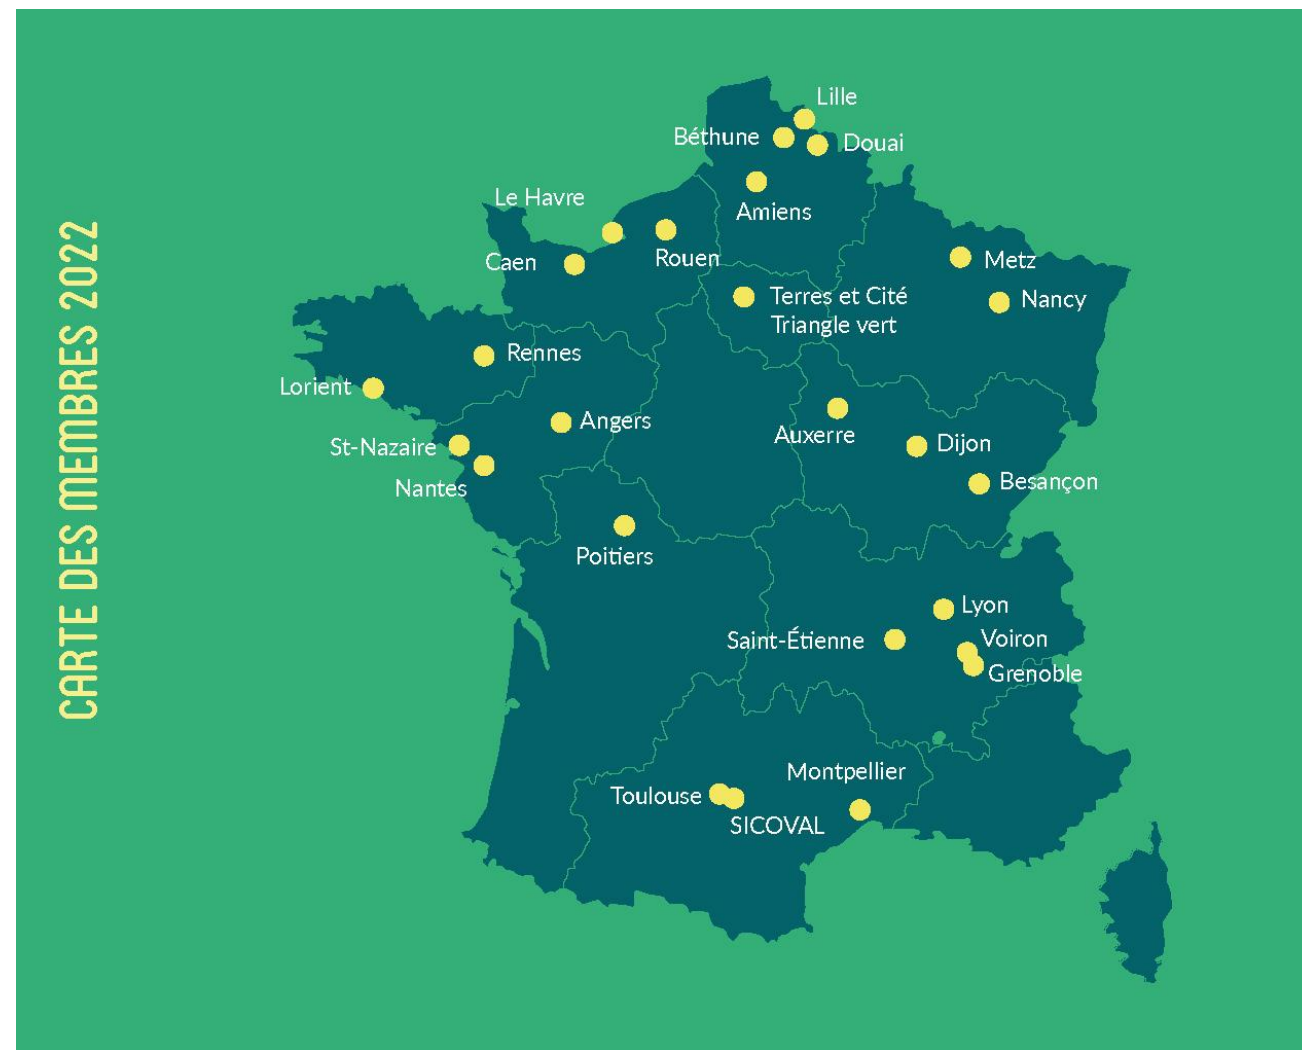 CARTE DES MEMBRES 2022
Lille
Béthune
Douai
Amiens
Le Havre
Rouen
Caen
Metz
Nancy
Terres et Cité
Triangle vert
Rennes
Lorient
Angers
St-Nazaire
Nantes
Auxerre
Dijon
Besançon
Poitiers
Lyon
Saint-Étienne
Voiron
Grenoble
Montpellier
Toulouse
SICOVAL